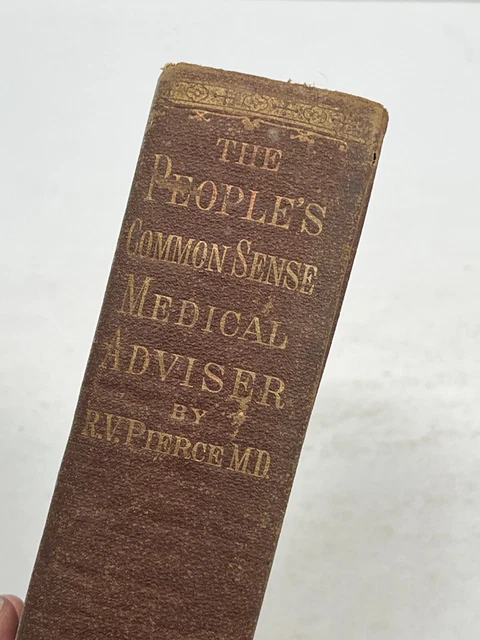 THE
PEOPLE'S
COMMON SENSE
MEDICAL
ADVISER
BY
R.V. PIERCE M.D.